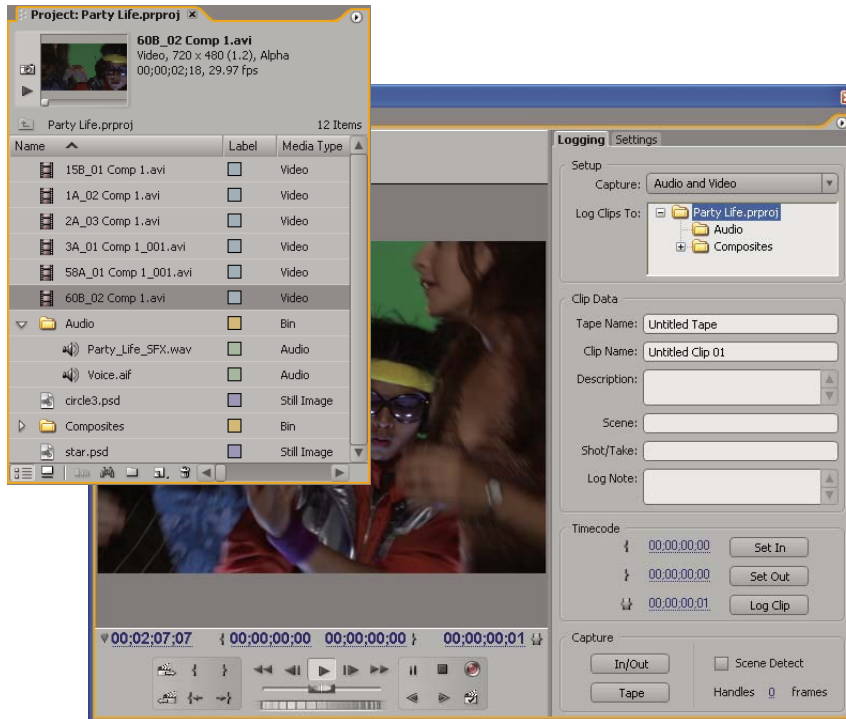 Project: Party Life.prproj
60B_02 Comp 1.avi
Video, 720 x 480 (1.2), Alpha
00;00;02;18, 29.97 fps
Party Life.prproj 12 Items
Name Label Media Type
15B_01 Comp 1.avi Video
1A_02 Comp 1.avi Video
2A_03 Comp 1.avi Video
3A_01 Comp 1_001.avi Video
58A_01 Comp 1_001.avi Video
60B_02 Comp 1.avi Video
Audio Bin
Party_Life_SFX.wav Audio
Voice.aif Audio
circle3.psd Still Image
Composites Bin
star.psd Still Image
Logging Settings
Setup
Capture: Audio and Video
Log Clips To: Party Life.prproj
Audio
Composites
Clip Data
Tape Name: Untitled Tape
Clip Name: Untitled Clip 01
Description:
Scene:
Shot/Take:
Log Note:
Timecode
{ 00;00;00;00 Set In
} 00;00;00;00 Set Out
{} 00;00;00;01 Log Clip
Capture
In/Out Scene Detect
Tape Handles 0 frames
00;02;07;07 { 00;00;00;00 00;00;00;00 } 00;00;00;01 {}